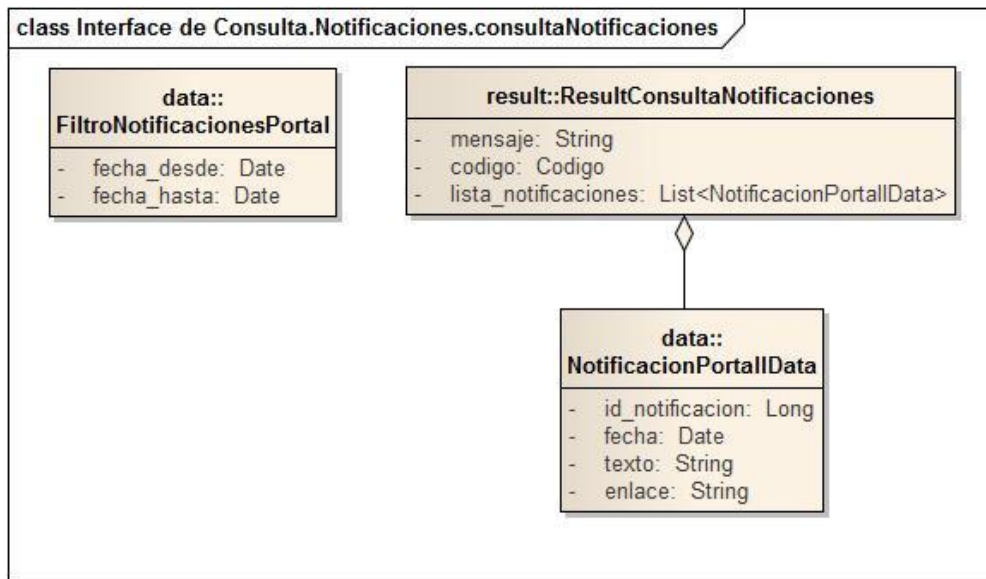 class Interface de Consulta.Notificaciones.consultaNotificaciones
data::
FiltroNotificacionesPortal
- fecha_desde: Date
- fecha_hasta: Date
result::ResultConsultaNotificaciones
- mensaje: String
- codigo: Codigo
- lista_notificaciones: List<NotificacionPortalIData>
data::
NotificacionPortalIData
- id_notificacion: Long
- fecha: Date
- texto: String
- enlace: String